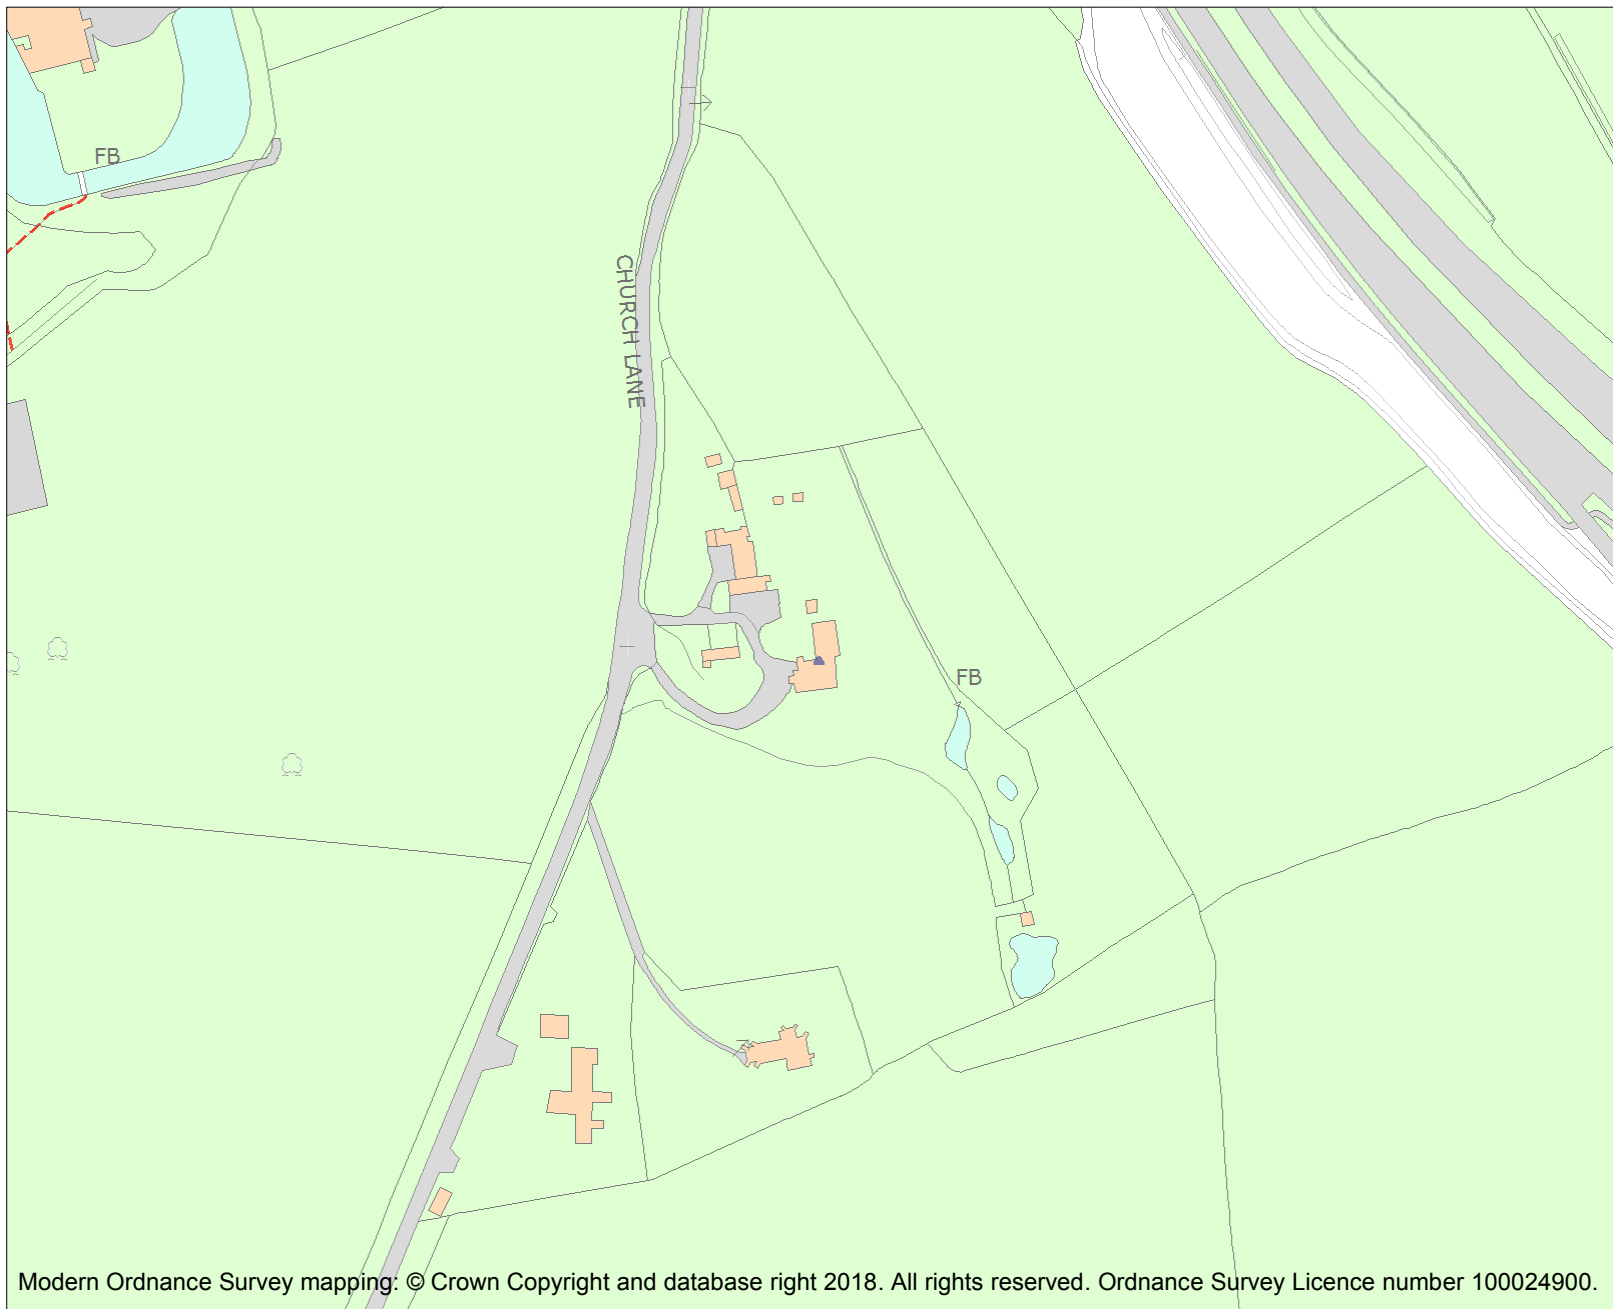 FB
CHURCH LANE
FB
Modern Ordnance Survey mapping: © Crown Copyright and database right 2018. All rights reserved. Ordnance Survey Licence number 100024900.